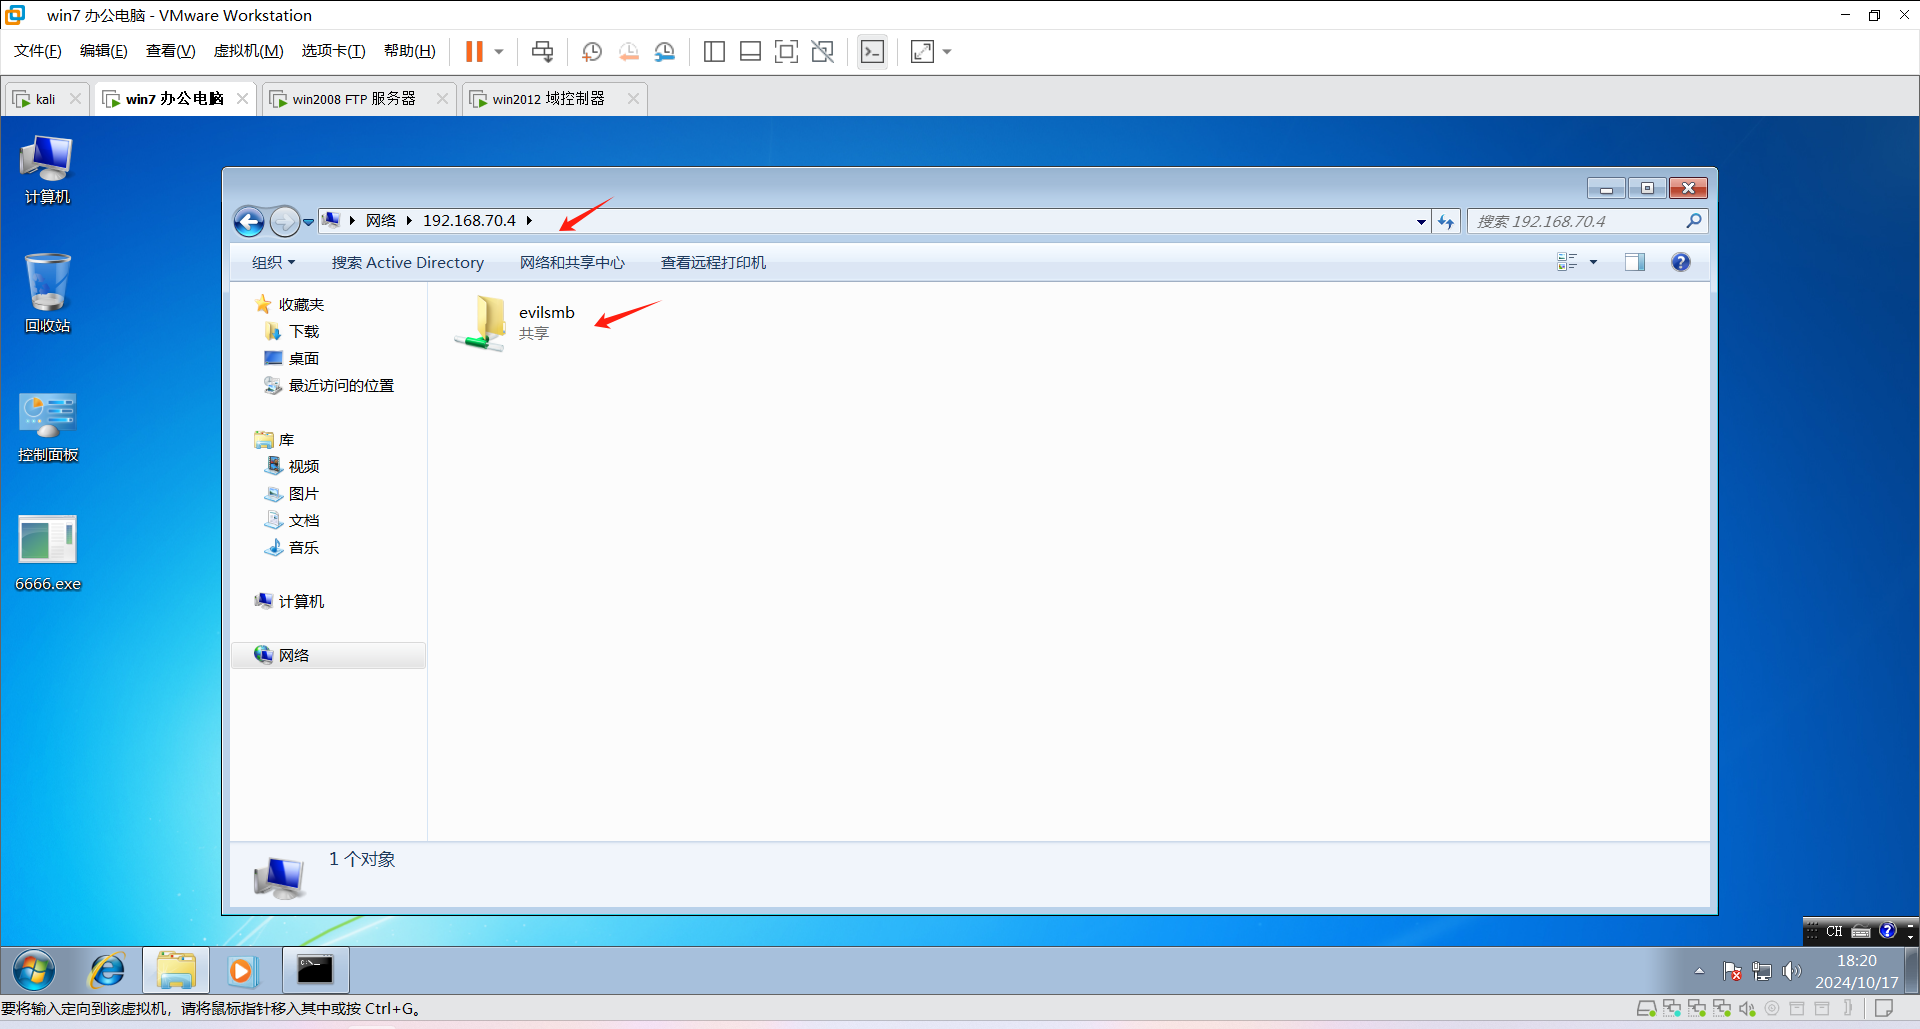 win7 办公电脑 - VMware Workstation
文件(F) 编辑(E) 查看(V) 虚拟机(M) 选项卡(T) 帮助(H)
kali
win7 办公电脑
win2008 FTP 服务器
win2012 域控制器
计算机
回收站
控制面板
6666.exe
网络 192.168.70.4
搜索 192.168.70.4
组织 搜索 Active Directory 网络和共享中心 查看远程打印机
收藏夹
下载
桌面
最近访问的位置
库
视频
图片
文档
音乐
计算机
网络
evilsmb
共享
1 个对象
CH
18:20
2024/10/17
要将输入定向到该虚拟机，请将鼠标指针移入其中或按 Ctrl+G。